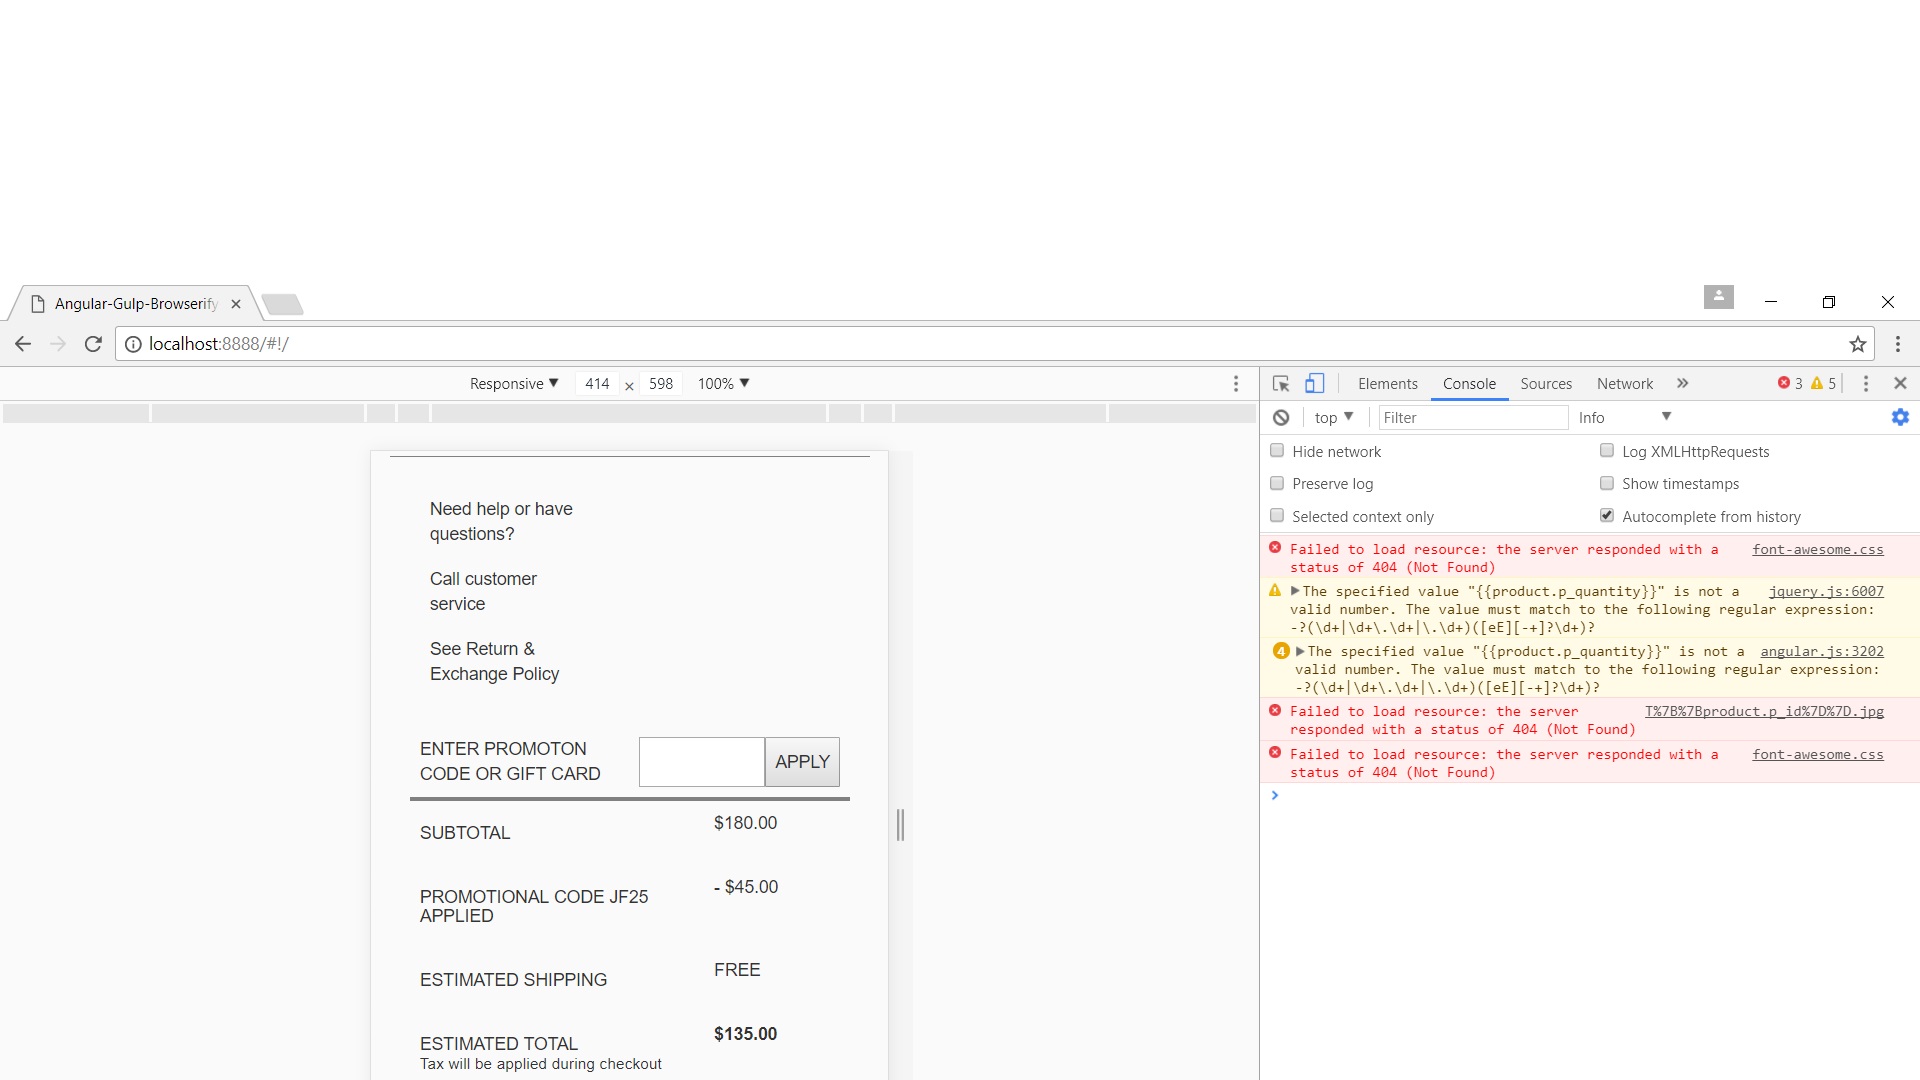 Angular-Gulp-Browserify
localhost:8888/#!/
Responsive ▼ 414 × 598 100% ▼
Need help or have
questions?
Call customer
service
See Return &
Exchange Policy
ENTER PROMOTON
CODE OR GIFT CARD
APPLY
SUBTOTAL $180.00
PROMOTIONAL CODE JF25
APPLIED
- $45.00
ESTIMATED SHIPPING FREE
ESTIMATED TOTAL $135.00
Tax will be applied during checkout
Elements Console Sources Network » 3 5
top ▼ Filter Info ▼
Hide network Log XMLHttpRequests
Preserve log Show timestamps
Selected context only Autocomplete from history
Failed to load resource: the server responded with a font-awesome.css
status of 404 (Not Found)
The specified value "{{product.p_quantity}}" is not a jquery.js:6007
valid number. The value must match to the following regular expression:
-?(\d+|\d+\.\d+|\.\d+)([eE][-+]?\d+)?
4 The specified value "{{product.p_quantity}}" is not a angular.js:3202
valid number. The value must match to the following regular expression:
-?(\d+|\d+\.\d+|\.\d+)([eE][-+]?\d+)?
Failed to load resource: the server T%7B%7Bproduct.p_id%7D%7D.jpg
responded with a status of 404 (Not Found)
Failed to load resource: the server responded with a font-awesome.css
status of 404 (Not Found)